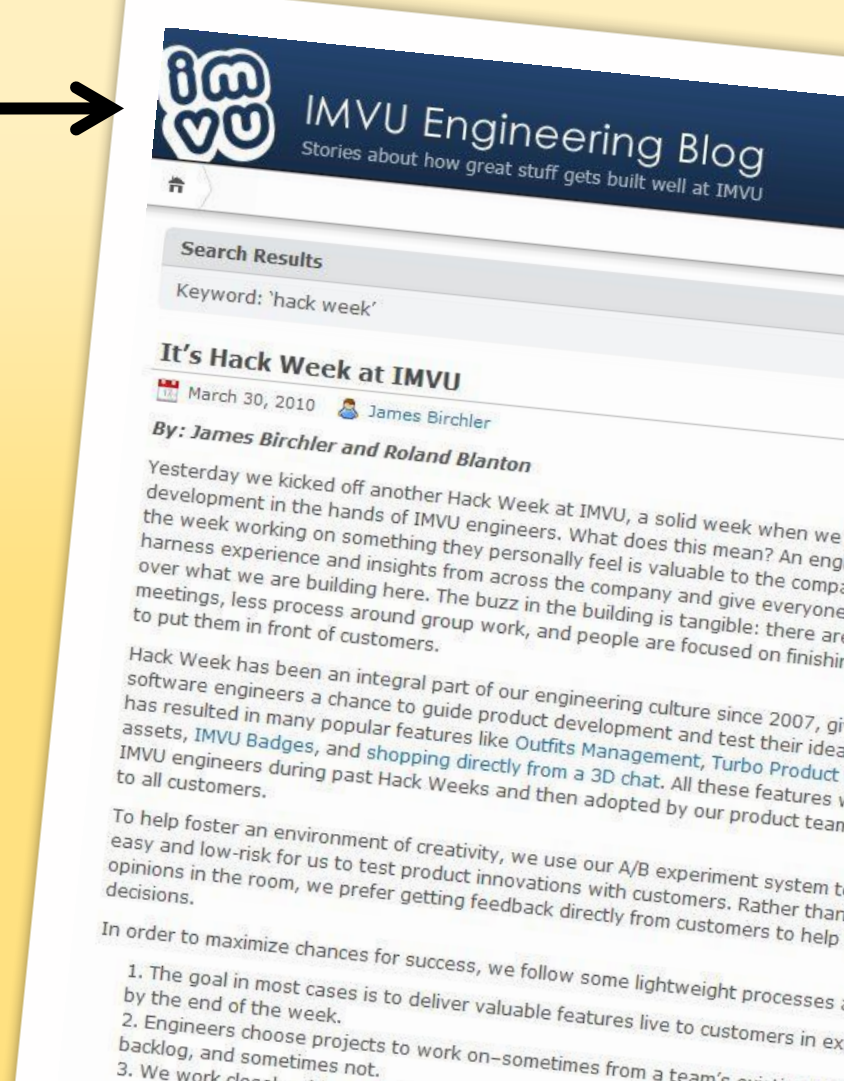 imvu
IMVU Engineering Blog
Stories about how great stuff gets built well at IMVU
Search Results
Keyword: ‘hack week’
It’s Hack Week at IMVU
March 30, 2010 James Birchler
By: James Birchler and Roland Blanton
Yesterday we kicked off another Hack Week at IMVU, a solid week when we
development in the hands of IMVU engineers. What does this mean? An eng
the week working on something they personally feel is valuable to the compa
harness experience and insights from across the company and give everyone
over what we are building here. The buzz in the building is tangible: there are
meetings, less process around group work, and people are focused on finishin
to put them in front of customers.
Hack Week has been an integral part of our engineering culture since 2007, gi
software engineers a chance to guide product development and test their idea
has resulted in many popular features like Outfits Management, Turbo Product
assets, IMVU Badges, and shopping directly from a 3D chat. All these features w
IMVU engineers during past Hack Weeks and then adopted by our product team
to all customers.
To help foster an environment of creativity, we use our A/B experiment system t
easy and low-risk for us to test product innovations with customers. Rather than
opinions in the room, we prefer getting feedback directly from customers to help
decisions.
In order to maximize chances for success, we follow some lightweight processes a
1. The goal in most cases is to deliver valuable features live to customers in ex
by the end of the week.
2. Engineers choose projects to work on–sometimes from a team’s
backlog, and sometimes not.
3. We work